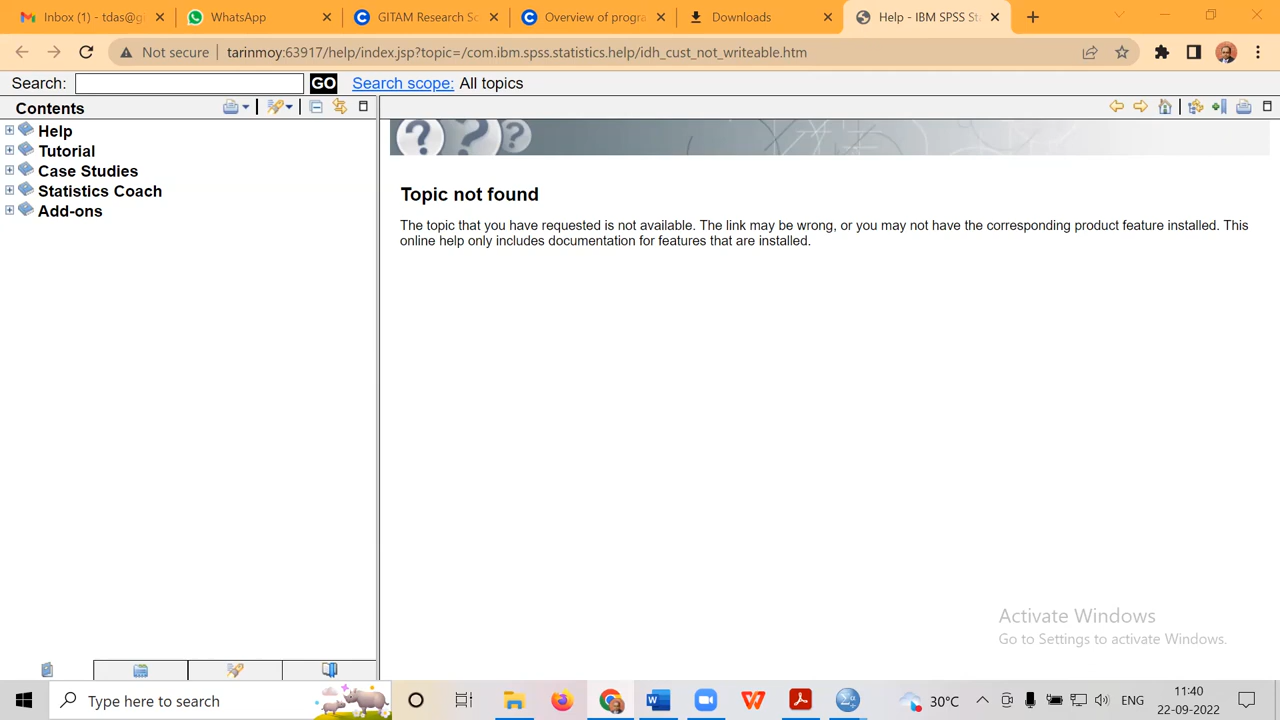 Inbox (1) - tdas@g
WhatsApp
GITAM Research Sc
Overview of progra
Downloads
Help - IBM SPSS St
Not secure
tarinmoy:63917/help/index.jsp?topic=/com.ibm.spss.statistics.help/idh_cust_not_writeable.htm
Search:
GO
Search scope: All topics
Contents
Help
Tutorial
Case Studies
Statistics Coach
Add-ons
Topic not found
The topic that you have requested is not available. The link may be wrong, or you may not have the corresponding product feature installed. This
online help only includes documentation for features that are installed.
Activate Windows
Go to Settings to activate Windows.
Type here to search
30°C
ENG
11:40
22-09-2022